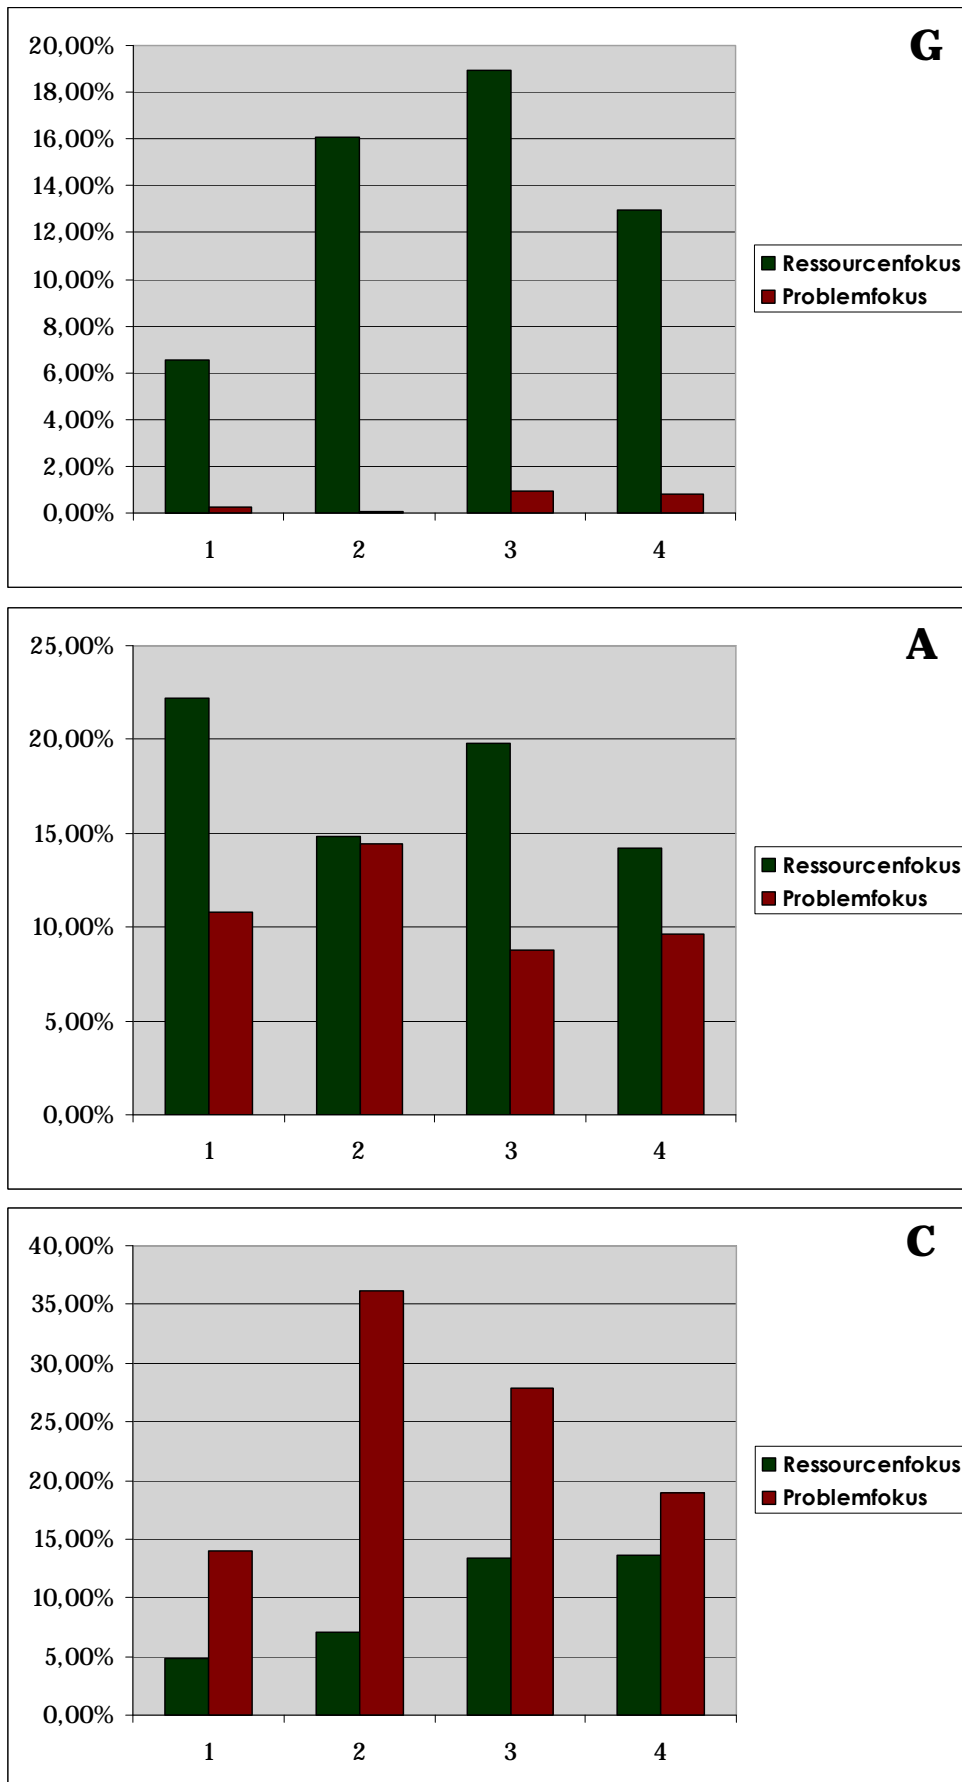 G
20,00%
18,00%
16,00%
14,00%
12,00%
10,00%
8,00%
6,00%
4,00%
2,00%
0,00%
1 2 3 4
Ressourcenfokus
Problemfokus
A
25,00%
20,00%
15,00%
10,00%
5,00%
0,00%
1 2 3 4
Ressourcenfokus
Problemfokus
C
40,00%
35,00%
30,00%
25,00%
20,00%
15,00%
10,00%
5,00%
0,00%
1 2 3 4
Ressourcenfokus
Problemfokus